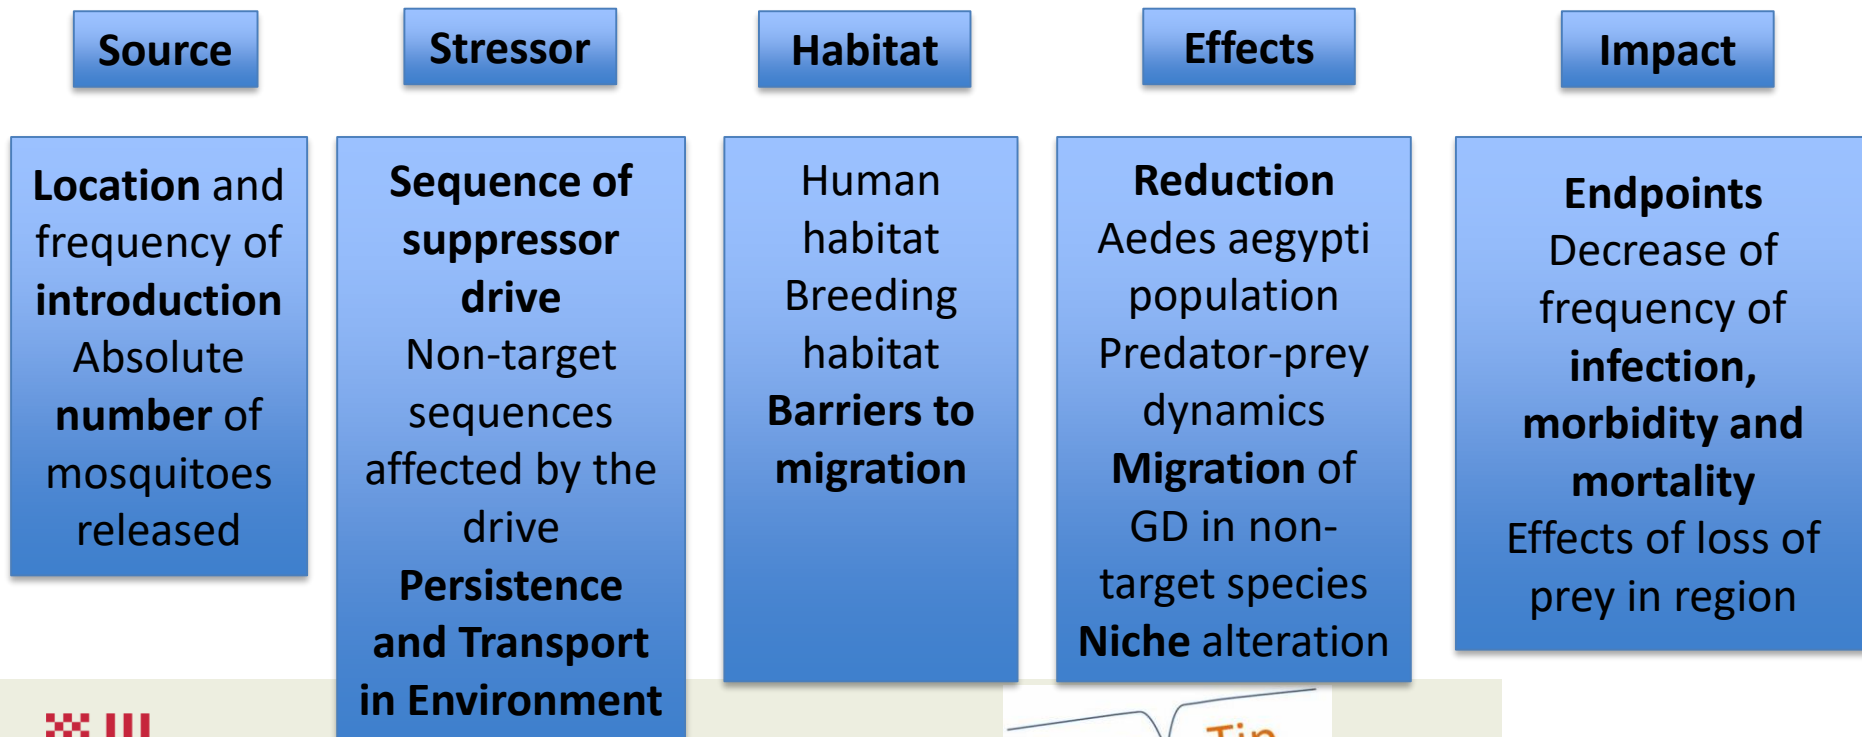 Source
Stressor
Habitat
Effects
Impact
Location and
frequency of
introduction
Absolute
number of
mosquitoes
released
Sequence of
suppressor
drive
Non-target
sequences
affected by the
drive
Persistence
and Transport
in Environment
Human
habitat
Breeding
habitat
Barriers to
migration
Reduction
Aedes aegypti
population
Predator-prey
dynamics
Migration of
GD in non-
target species
Niche alteration
Endpoints
Decrease of
frequency of
infection,
morbidity and
mortality
Effects of loss of
prey in region